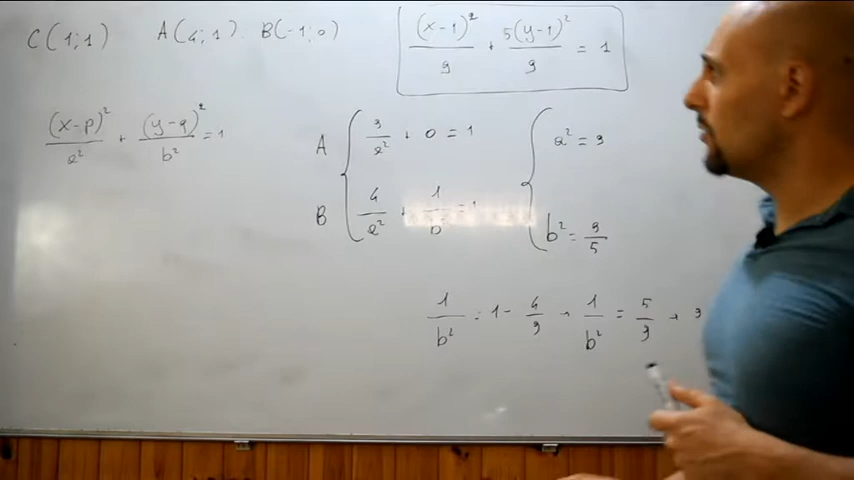 C(1;1) A(4;1) B(-1;0)
(x-1)²/9 + 5(y-1)²/9 = 1
(x-p)²/a² + (y-q)²/b² = 1
A { 9/a² + 0 = 1 { a² = 9
B { 4/a² + 1/b² = 1 { b² = 9/5
1/b² = 1 - 4/9 → 1/b² = 5/9 → 9